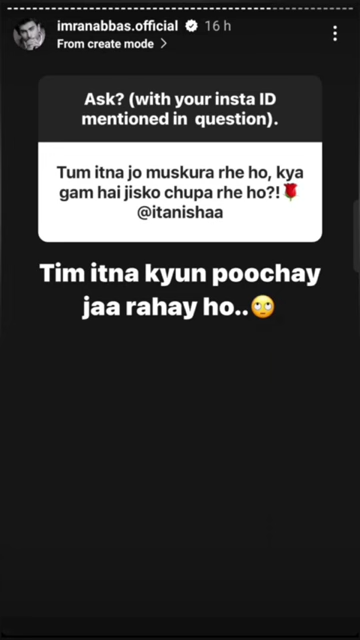 imranabbas.official 16 h
From create mode
Ask? (with your insta ID
mentioned in question).
Tum itna jo muskura rhe ho, kya
gam hai jisko chupa rhe ho?!🌹
@itanishaa
Tim itna kyun poochay
jaa rahay ho..🙄